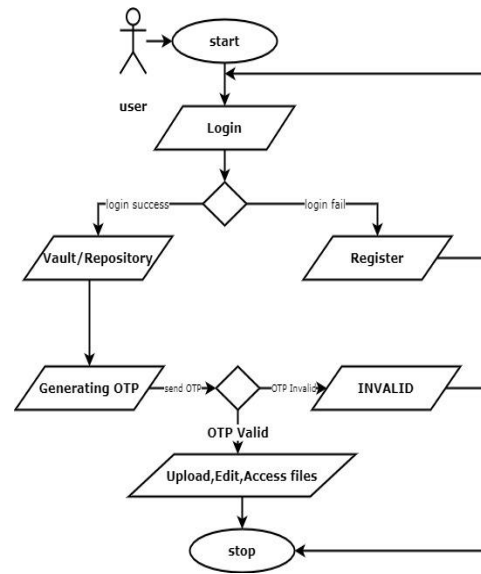 start
user
Login
login success
login fail
Vault/Repository
Register
Generating OTP
send OTP
OTP Invalid
INVALID
OTP Valid
Upload,Edit,Access files
stop